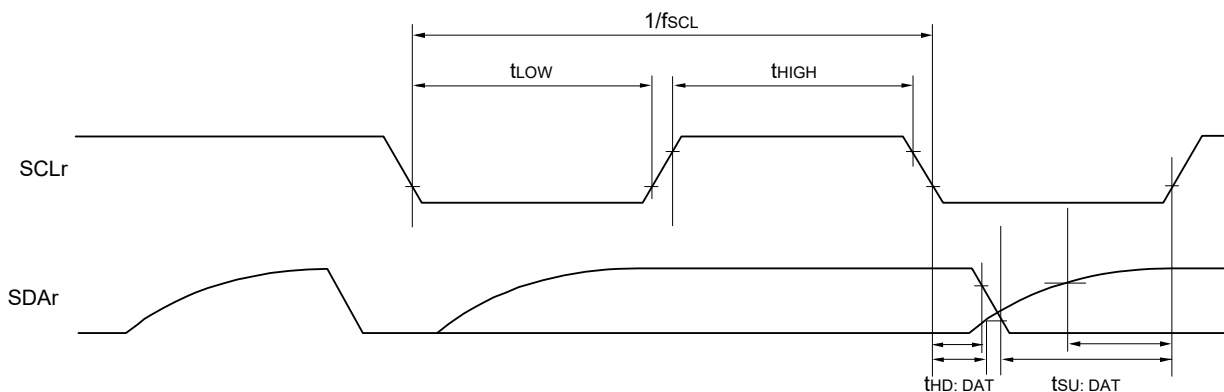 1/fSCL
tLOW
tHIGH
SCLr
SDAr
tHD: DAT
tSU: DAT